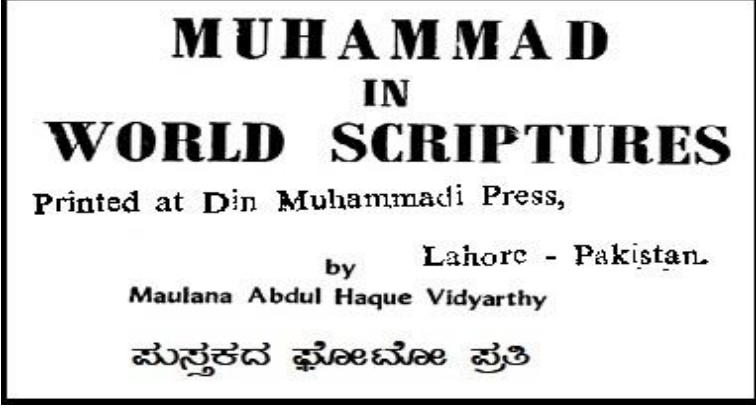 MUHAMMAD
IN
WORLD SCRIPTURES
Printed at Din Muhammadi Press,
Lahore - Pakistan.
by
Maulana Abdul Haque Vidyarthy
ಪುಸ್ತಕದ ಫೋಟೋ ಪ್ರತಿ